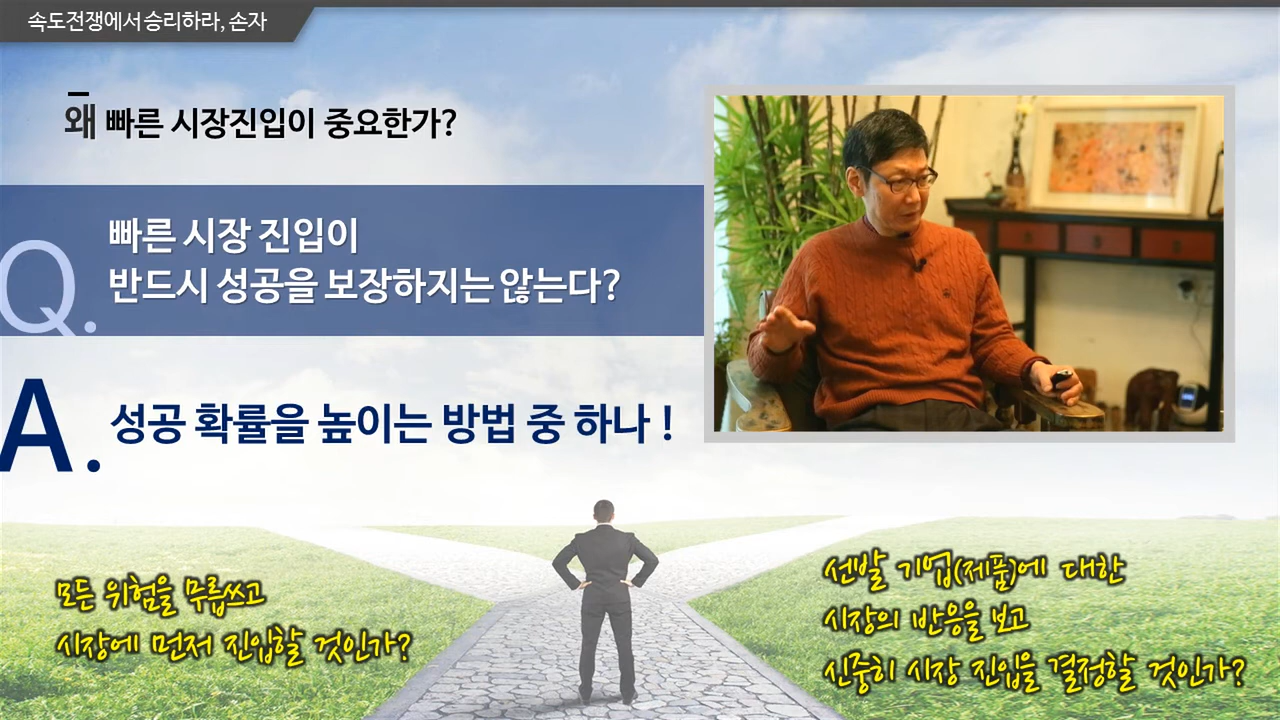 속도전쟁에서 승리하라, 손자
왜 빠른 시장진입이 중요한가?
Q.
빠른 시장 진입이
반드시 성공을 보장하지는 않는다?
A.
성공 확률을 높이는 방법 중 하나 !
모든 위험을 무릅쓰고
시장에 먼저 진입할 것인가?
선발 기업(제품)에 대한
시장의 반응을 보고
신중히 시장 진입을 결정할 것인가?